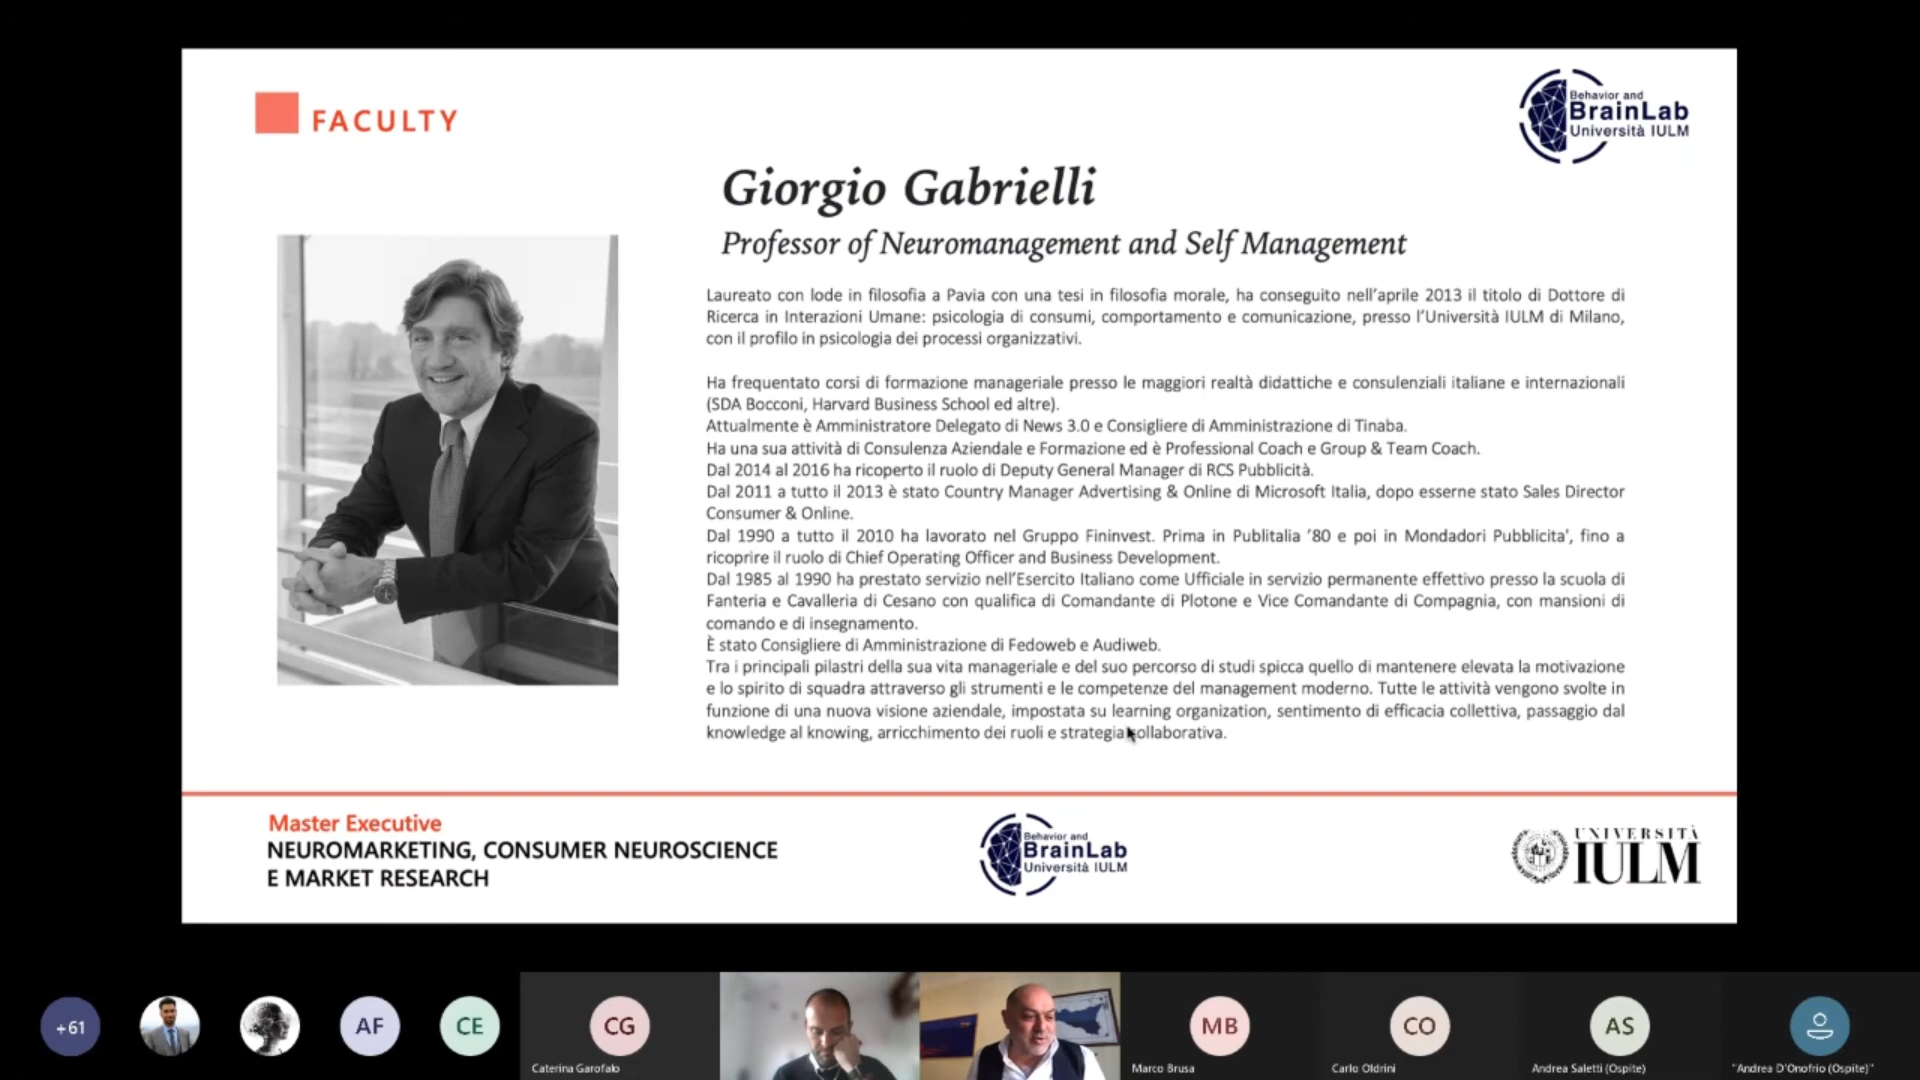 FACULTY
Behavior and
BrainLab
Università IULM
Giorgio Gabrielli
Professor of Neuromanagement and Self Management
Laureato con lode in filosofia a Pavia con una tesi in filosofia morale, ha conseguito nell'aprile 2013 il titolo di Dottore di
Ricerca in Interazioni Umane: psicologia di consumi, comportamento e comunicazione, presso l'Università IULM di Milano,
con il profilo in psicologia dei processi organizzativi.
Ha frequentato corsi di formazione manageriale presso le maggiori realtà didattiche e consulenziali italiane e internazionali
(SDA Bocconi, Harvard Business School ed altre).
Attualmente è Amministratore Delegato di News 3.0 e Consigliere di Amministrazione di Tinaba.
Ha una sua attività di Consulenza Aziendale e Formazione ed è Professional Coach e Group & Team Coach.
Dal 2014 al 2016 ha ricoperto il ruolo di Deputy General Manager di RCS Pubblicità.
Dal 2011 a tutto il 2013 è stato Country Manager Advertising & Online di Microsoft Italia, dopo esserne stato Sales Director
Consumer & Online.
Dal 1990 a tutto il 2010 ha lavorato nel Gruppo Fininvest. Prima in Publitalia '80 e poi in Mondadori Pubblicita', fino a
ricoprire il ruolo di Chief Operating Officer and Business Development.
Dal 1985 al 1990 ha prestato servizio nell'Esercito Italiano come Ufficiale in servizio permanente effettivo presso la scuola di
Fanteria e Cavalleria di Cesano con qualifica di Comandante di Plotone e Vice Comandante di Compagnia, con mansioni di
comando e di insegnamento.
È stato Consigliere di Amministrazione di Fedoweb e Audiweb.
Tra i principali pilastri della sua vita manageriale e del suo percorso di studi spicca quello di mantenere elevata la motivazione
e lo spirito di squadra attraverso gli strumenti e le competenze del management moderno. Tutte le attività vengono svolte in
funzione di una nuova visione aziendale, impostata su learning organization, sentimento di efficacia collettiva, passaggio dal
knowledge al knowing, arricchimento dei ruoli e strategia collaborativa.
Master Executive
NEUROMARKETING, CONSUMER NEUROSCIENCE
E MARKET RESEARCH
Behavior and
BrainLab
Università IULM
UNIVERSITÀ
IULM
+61
AF
CE
CG
Caterina Garofalo
MB
Marco Brusa
CO
Carlo Oldrini
AS
Andrea Saletti (Ospite)
"Andrea D'Onofrio (Ospite)"